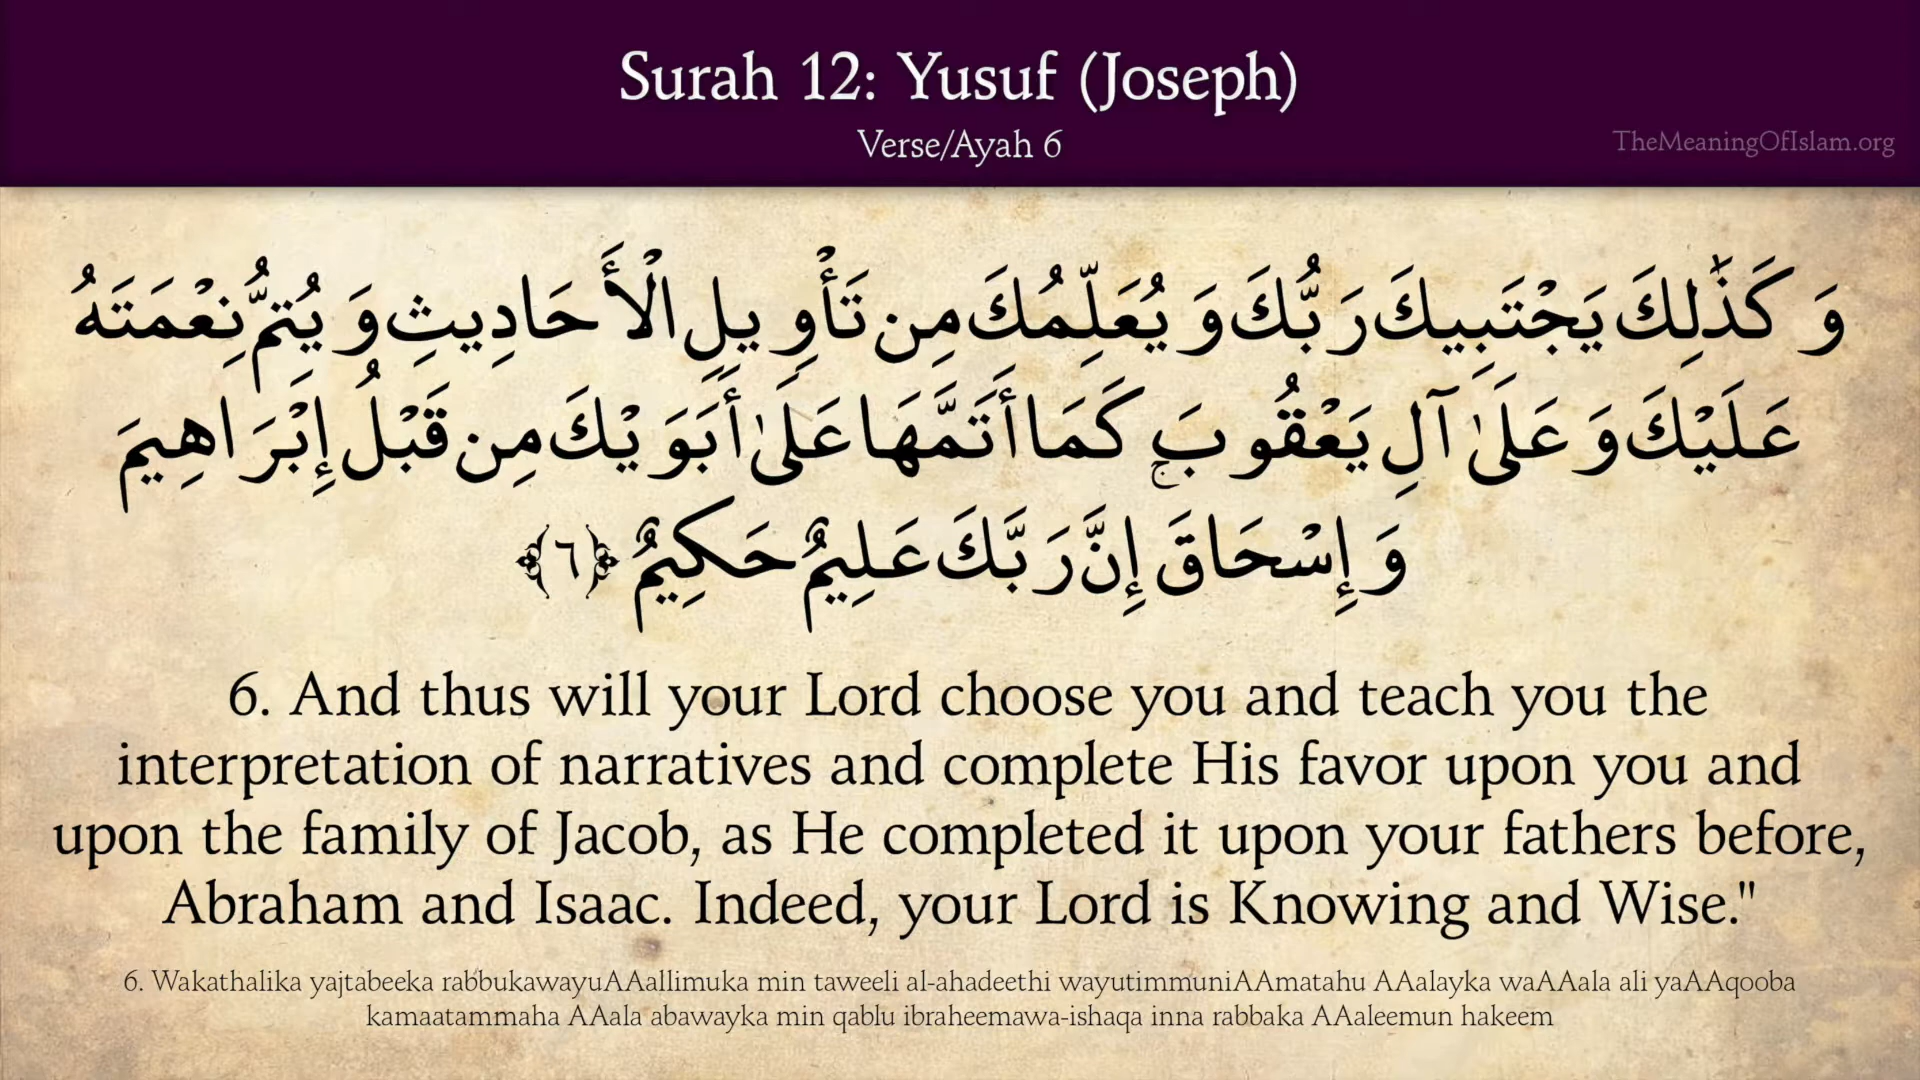 Surah 12: Yusuf (Joseph)
Verse/Ayah 6
TheMeaningOfIslam.org
وَكَذَٰلِكَ يَجْتَبِيكَ رَبُّكَ وَيُعَلِّمُكَ مِن تَأْوِيلِ الْأَحَادِيثِ وَيُتِمُّ نِعْمَتَهُ
عَلَيْكَ وَعَلَىٰ آلِ يَعْقُوبَ كَمَا أَتَمَّهَا عَلَىٰ أَبَوَيْكَ مِن قَبْلُ إِبْرَاهِيمَ
وَإِسْحَاقَ ۚ إِنَّ رَبَّكَ عَلِيمٌ حَكِيمٌ ﴿٦﴾
6. And thus will your Lord choose you and teach you the
interpretation of narratives and complete His favor upon you and
upon the family of Jacob, as He completed it upon your fathers before,
Abraham and Isaac. Indeed, your Lord is Knowing and Wise."
6. Wakathalika yajtabeeka rabbukawayuAAallimuka min taweeli al-ahadeethi wayutimmuniAAmatahu AAalayka waAAala ali yaAAqooba
kamaatammaha AAala abawayka min qablu ibraheemawa-ishaqa inna rabbaka AAaleemun hakeem